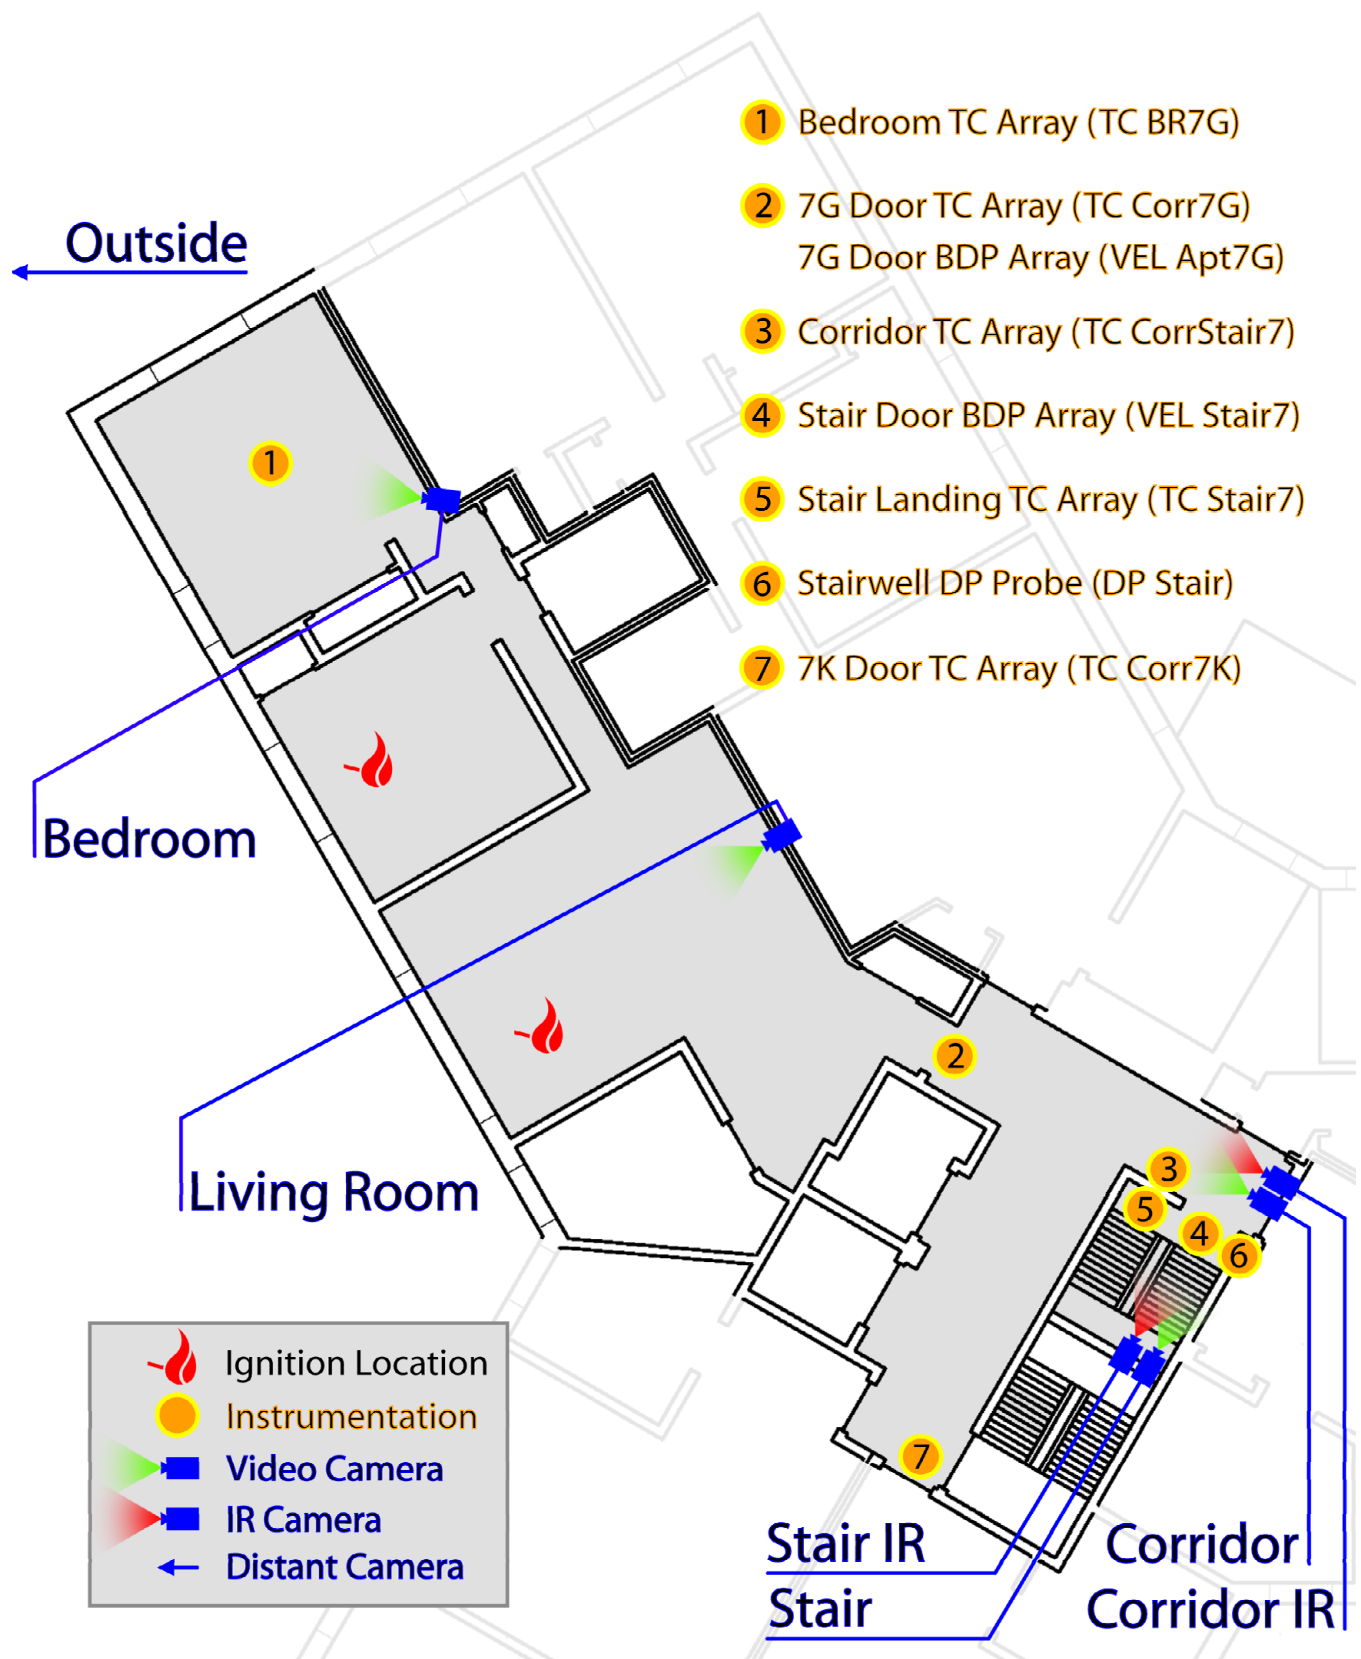 1 Bedroom TC Array (TC BR7G)
2 7G Door TC Array (TC Corr7G)
7G Door BDP Array (VEL Apt7G)
3 Corridor TC Array (TC CorrStair7)
4 Stair Door BDP Array (VEL Stair7)
5 Stair Landing TC Array (TC Stair7)
6 Stairwell DP Probe (DP Stair)
7 7K Door TC Array (TC Corr7K)
Outside
1
Bedroom
2
Living Room
3
5
4
6
7
Ignition Location
Instrumentation
Video Camera
IR Camera
Distant Camera
Stair IR
Stair
Corridor
Corridor IR